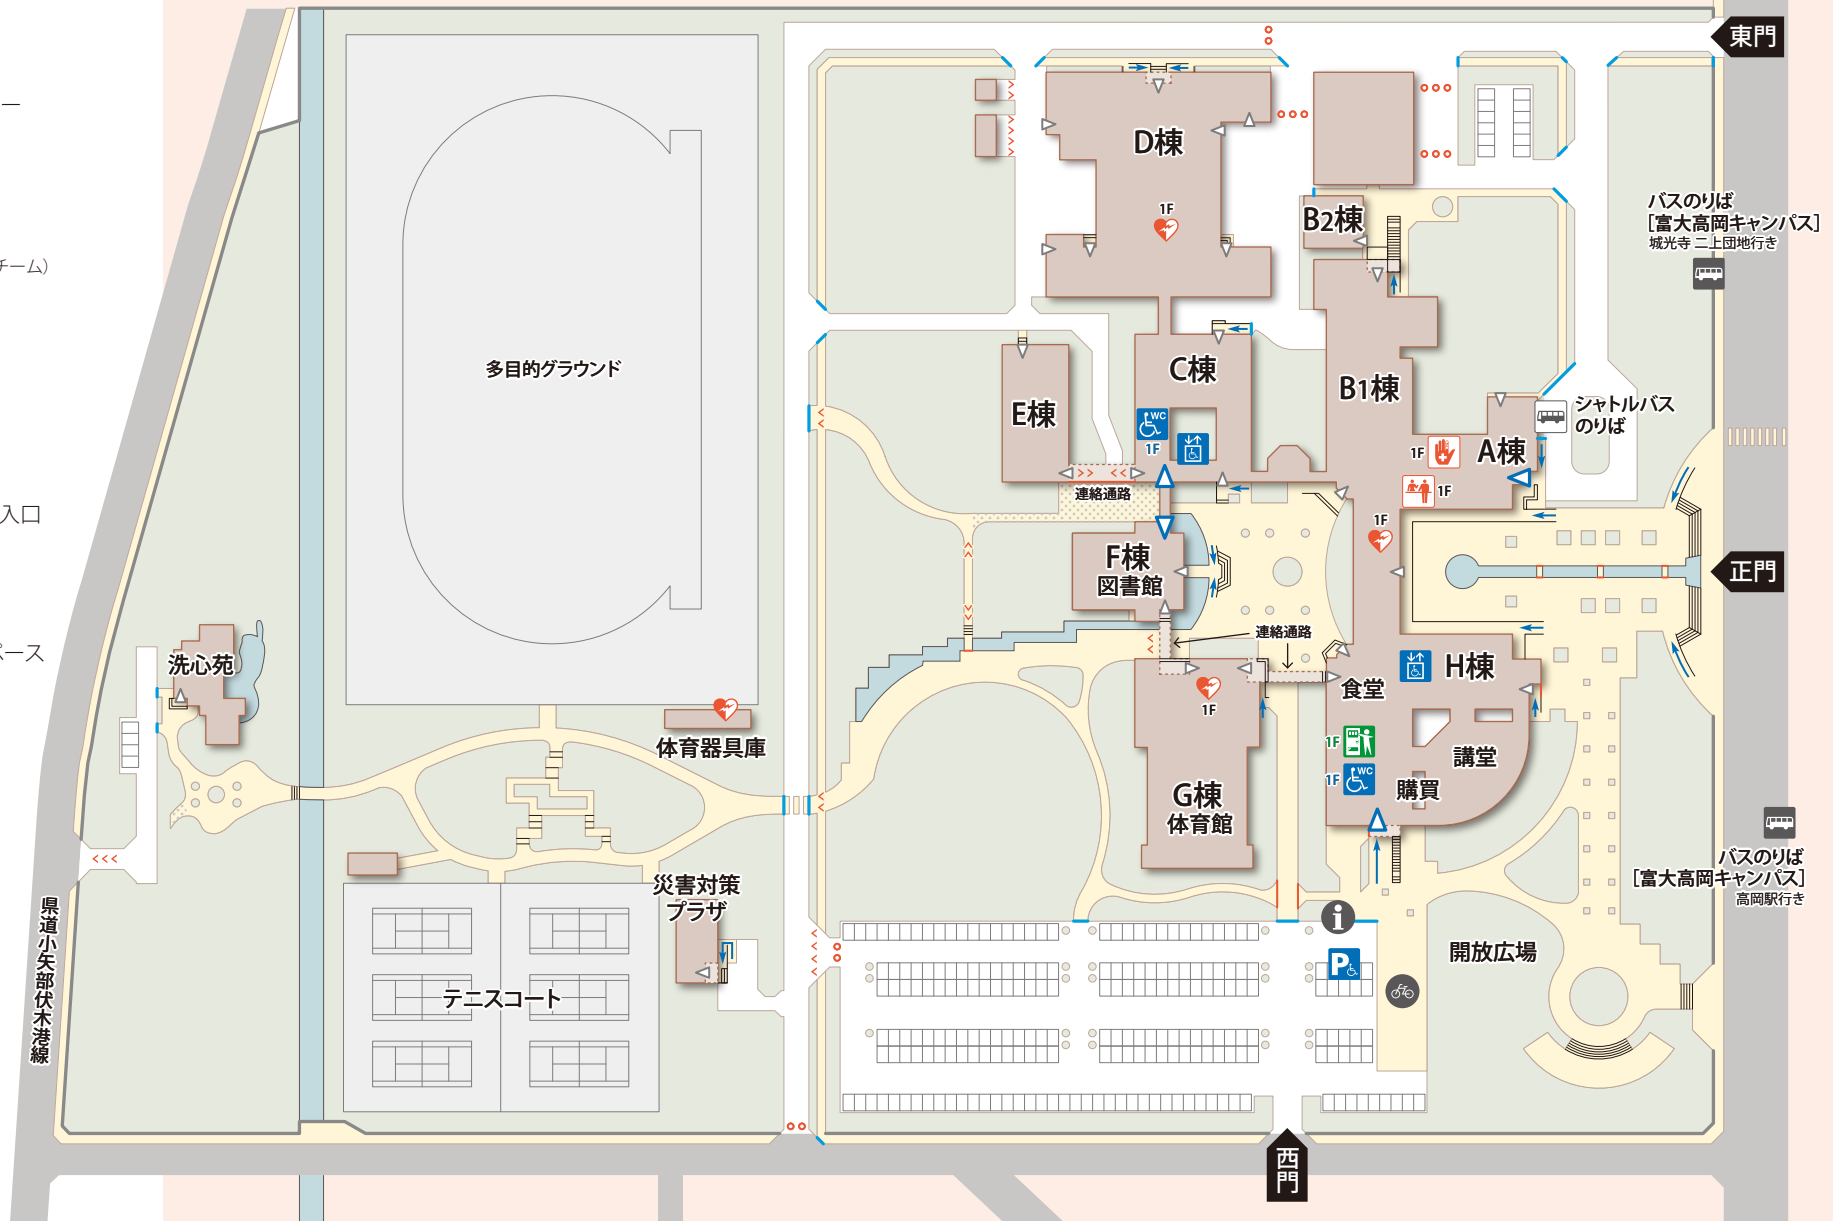 東門
ー
D棟
1F
B2棟
バスのりば
[富大高岡キャンパス]
城光寺 二上団地行き
チーム）
多目的グラウンド
C棟
B1棟
E棟
シャトルバス
のりば
WC
1F
1F
A棟
1F
連絡通路
入口
1F
F棟
図書館
正門
連絡通路
ペース
洗心苑
H棟
食堂
1F
体育器具庫
1F
講堂
WC
1F
購買
G棟
体育館
バスのりば
[富大高岡キャンパス]
高岡駅行き
災害対策
プラザ
県道小矢部伏木港線
i
P
開放広場
テニスコート
西門